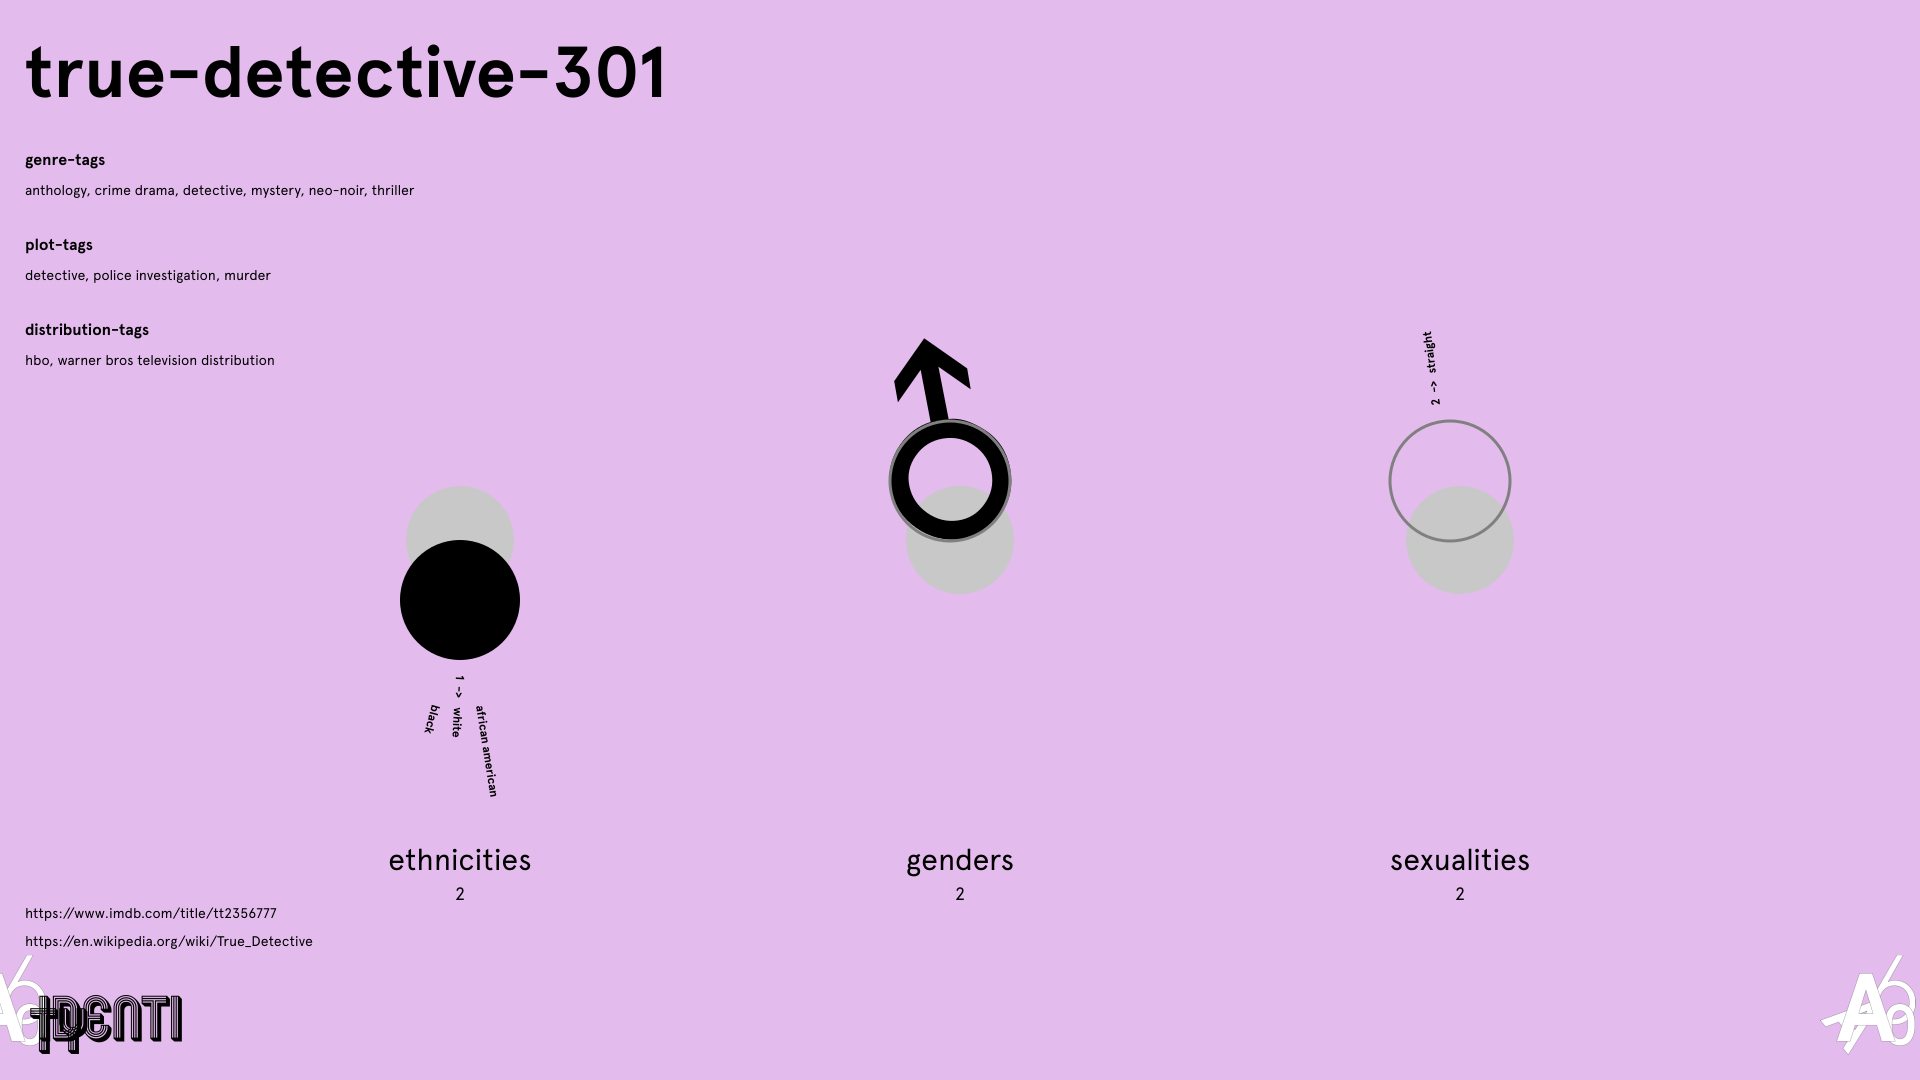 true-detective-301
genre-tags
anthology, crime drama, detective, mystery, neo-noir, thriller
plot-tags
detective, police investigation, murder
distribution-tags
hbo, warner bros television distribution
2 -> straight
1 -> white
black
african american
ethnicities
2
genders
2
sexualities
2
https://www.imdb.com/title/tt2356777
https://en.wikipedia.org/wiki/True_Detective
IDENTI